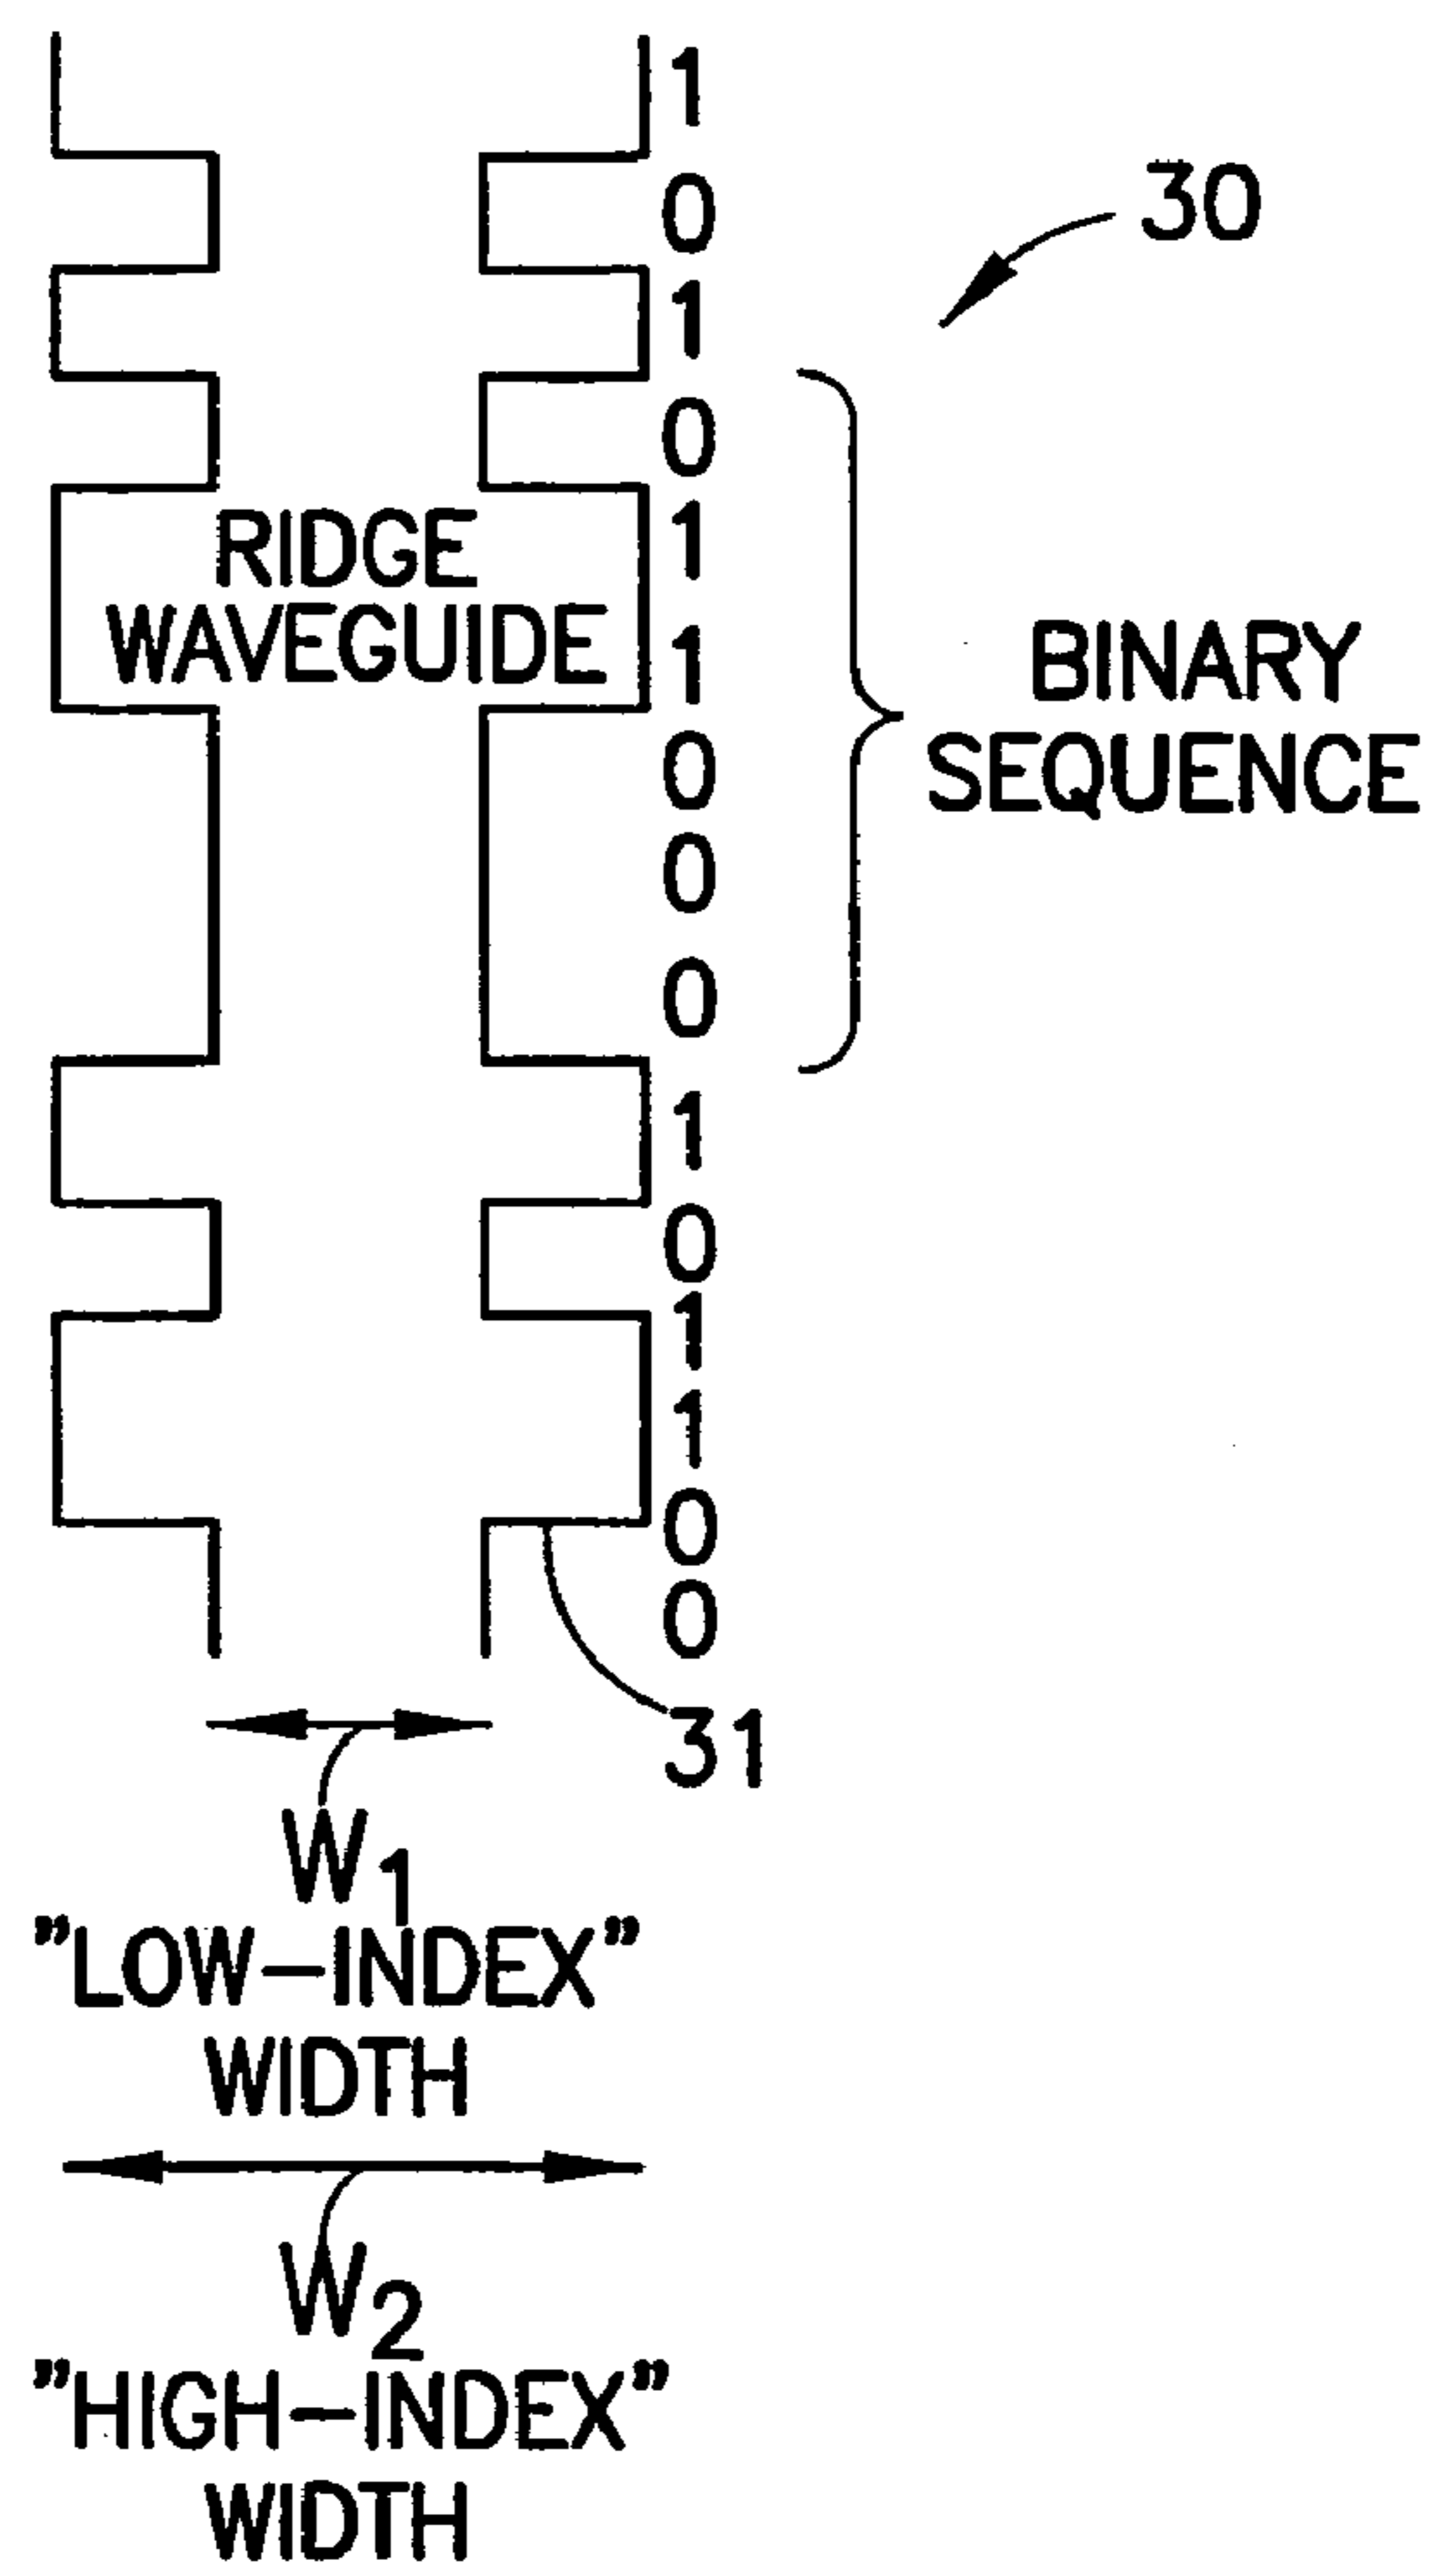 1
0
30
1
0
1
RIDGE
WAVEGUIDE
1
BINARY
SEQUENCE
0
0
0
1
0
1
1
0
0
31
W1
"LOW-INDEX"
WIDTH
W2
"HIGH-INDEX"
WIDTH